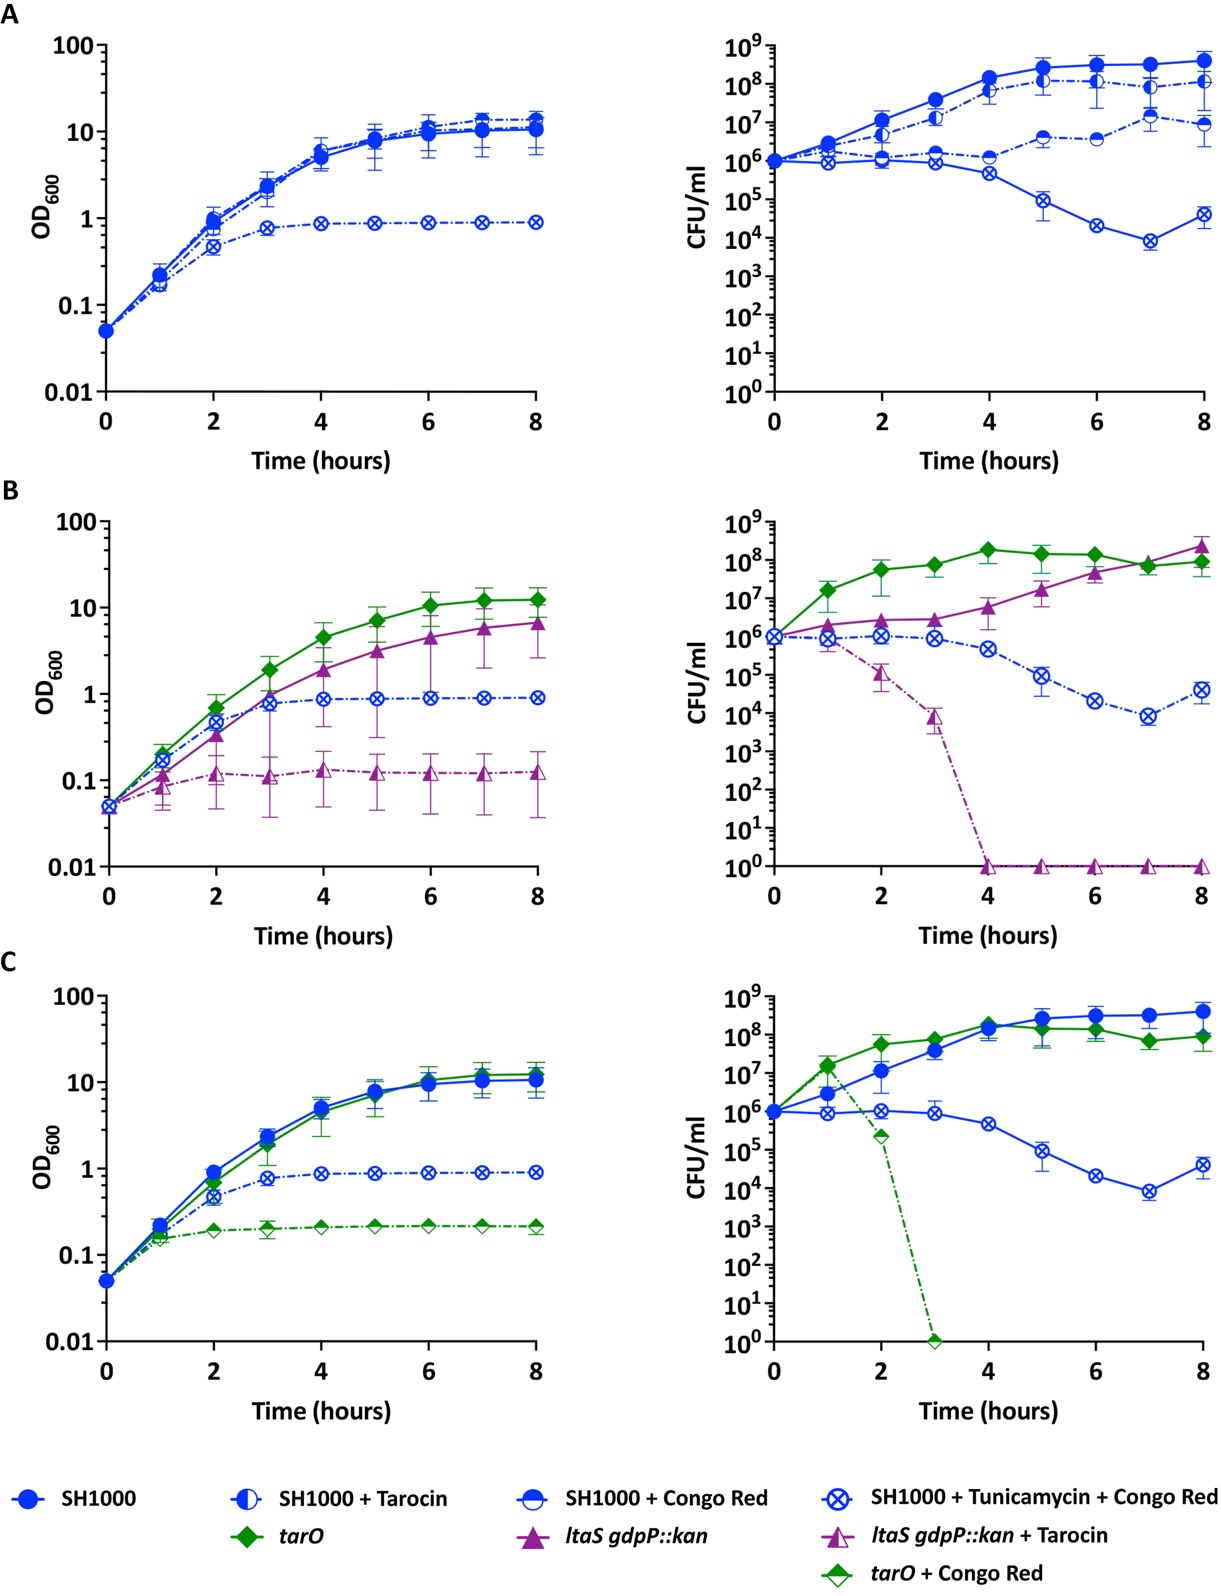 A
100
10
1
0.1
0.01
OD600
0 2 4 6 8
Time (hours)
10^9
10^8
10^7
10^6
10^5
10^4
10^3
10^2
10^1
10^0
CFU/ml
0 2 4 6 8
Time (hours)
B
100
10
1
0.1
0.01
OD600
0 2 4 6 8
Time (hours)
10^9
10^8
10^7
10^6
10^5
10^4
10^3
10^2
10^1
10^0
CFU/ml
0 2 4 6 8
Time (hours)
C
100
10
1
0.1
0.01
OD600
0 2 4 6 8
Time (hours)
10^9
10^8
10^7
10^6
10^5
10^4
10^3
10^2
10^1
10^0
CFU/ml
0 2 4 6 8
Time (hours)
SH1000 SH1000 + Tarocin SH1000 + Congo Red SH1000 + Tunicamycin + Congo Red
tarO ltaS gdpP::kan ltaS gdpP::kan + Tarocin
tarO + Congo Red